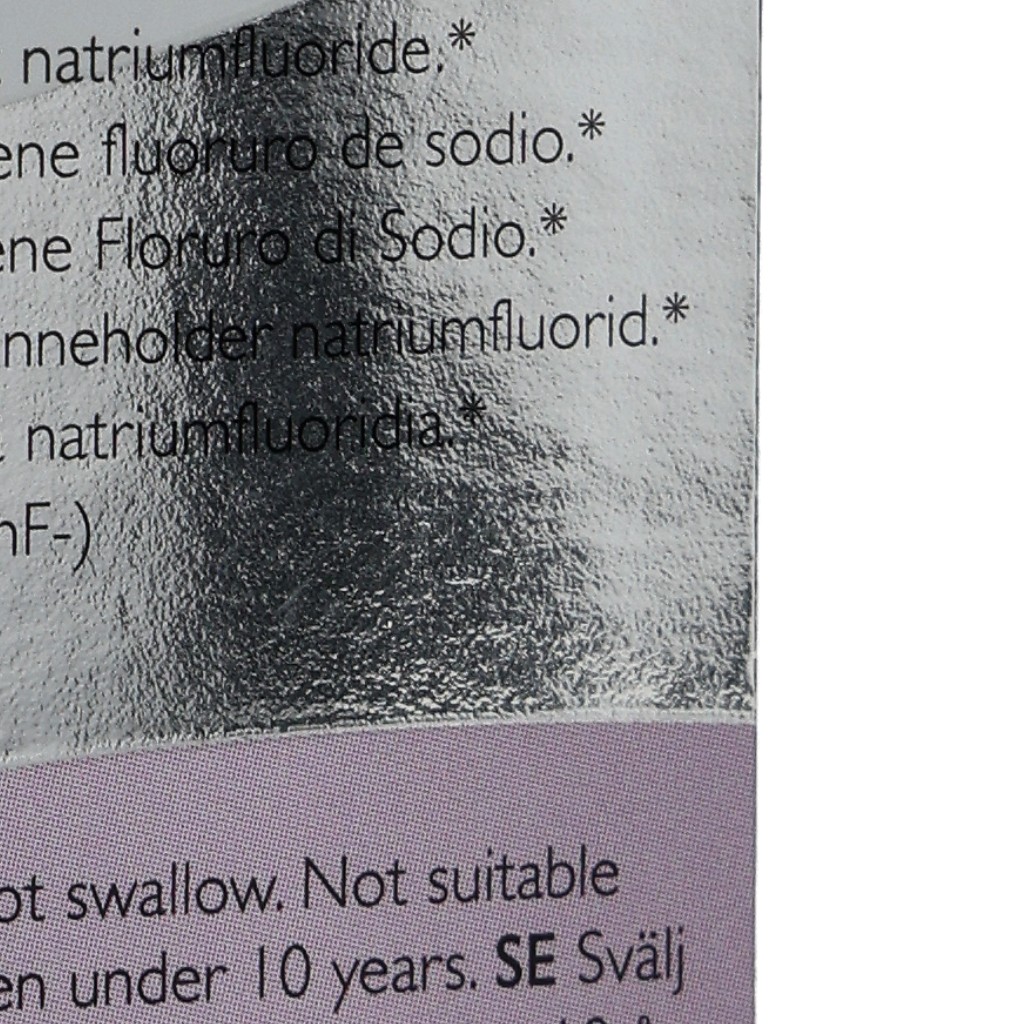 natriumfluoride.*
ene fluoruro de sodio.*
ene Floruro di Sodio.*
nneholder natriumfluorid.*
natriumfluoridia.*
nF-)
ot swallow. Not suitable
en under 10 years. SE Svälj